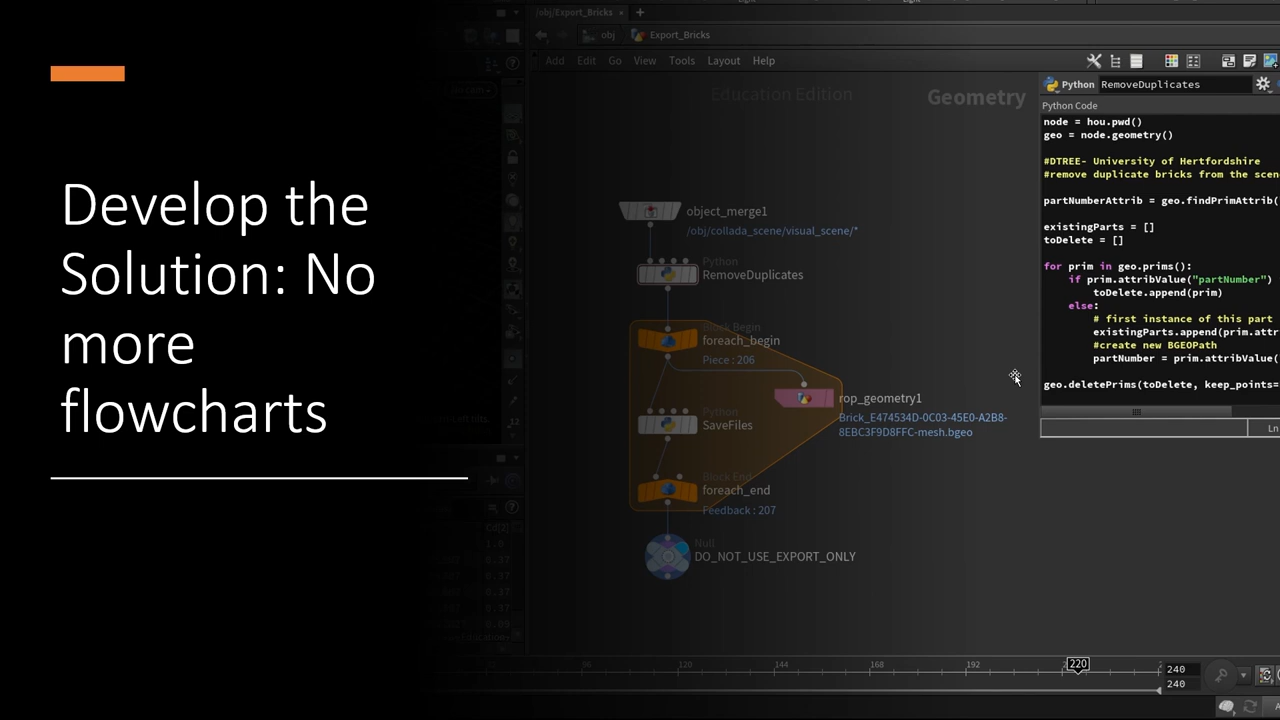 Develop the
Solution: No
more
flowcharts
/obj/Export_Bricks
obj
Export_Bricks
Add Edit Go View Tools Layout Help
Education Edition
Geometry
object_merge1
/obj/collada_scene/visual_scene/*
Python
RemoveDuplicates
Block Begin
foreach_begin
Piece : 206
rop_geometry1
Brick_E474534D-0C03-45E0-A2B8-
8EBC3F9D8FFC-mesh.bgeo
Python
SaveFiles
Block End
foreach_end
Feedback : 207
Null
DO_NOT_USE_EXPORT_ONLY
Python RemoveDuplicates
Python Code
node = hou.pwd()
geo = node.geometry()
#DTREE- University of Hertfordshire
#remove duplicate bricks from the scen
partNumberAttrib = geo.findPrimAttrib(
existingParts = []
toDelete = []
for prim in geo.prims():
if prim.attribValue("partNumber")
toDelete.append(prim)
else:
# first instance of this part
existingParts.append(prim.attr
#create new BGEOPath
partNumber = prim.attribValue(
geo.deletePrims(toDelete, keep_points=
Ln
96 120 144 168 192 220 240
240